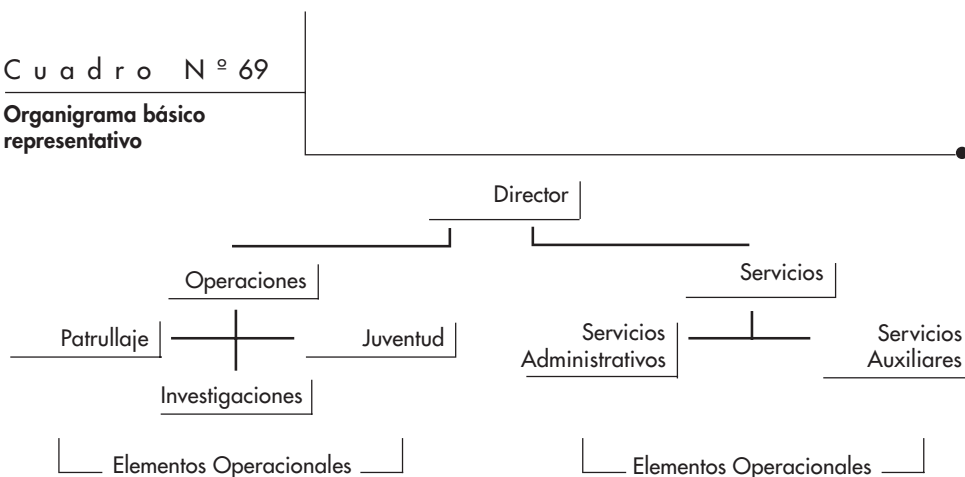 Cuadro Nº 69
Organigrama básico
representativo
Director
Operaciones
Servicios
Patrullaje
Juventud
Servicios
Administrativos
Servicios
Auxiliares
Investigaciones
Elementos Operacionales
Elementos Operacionales